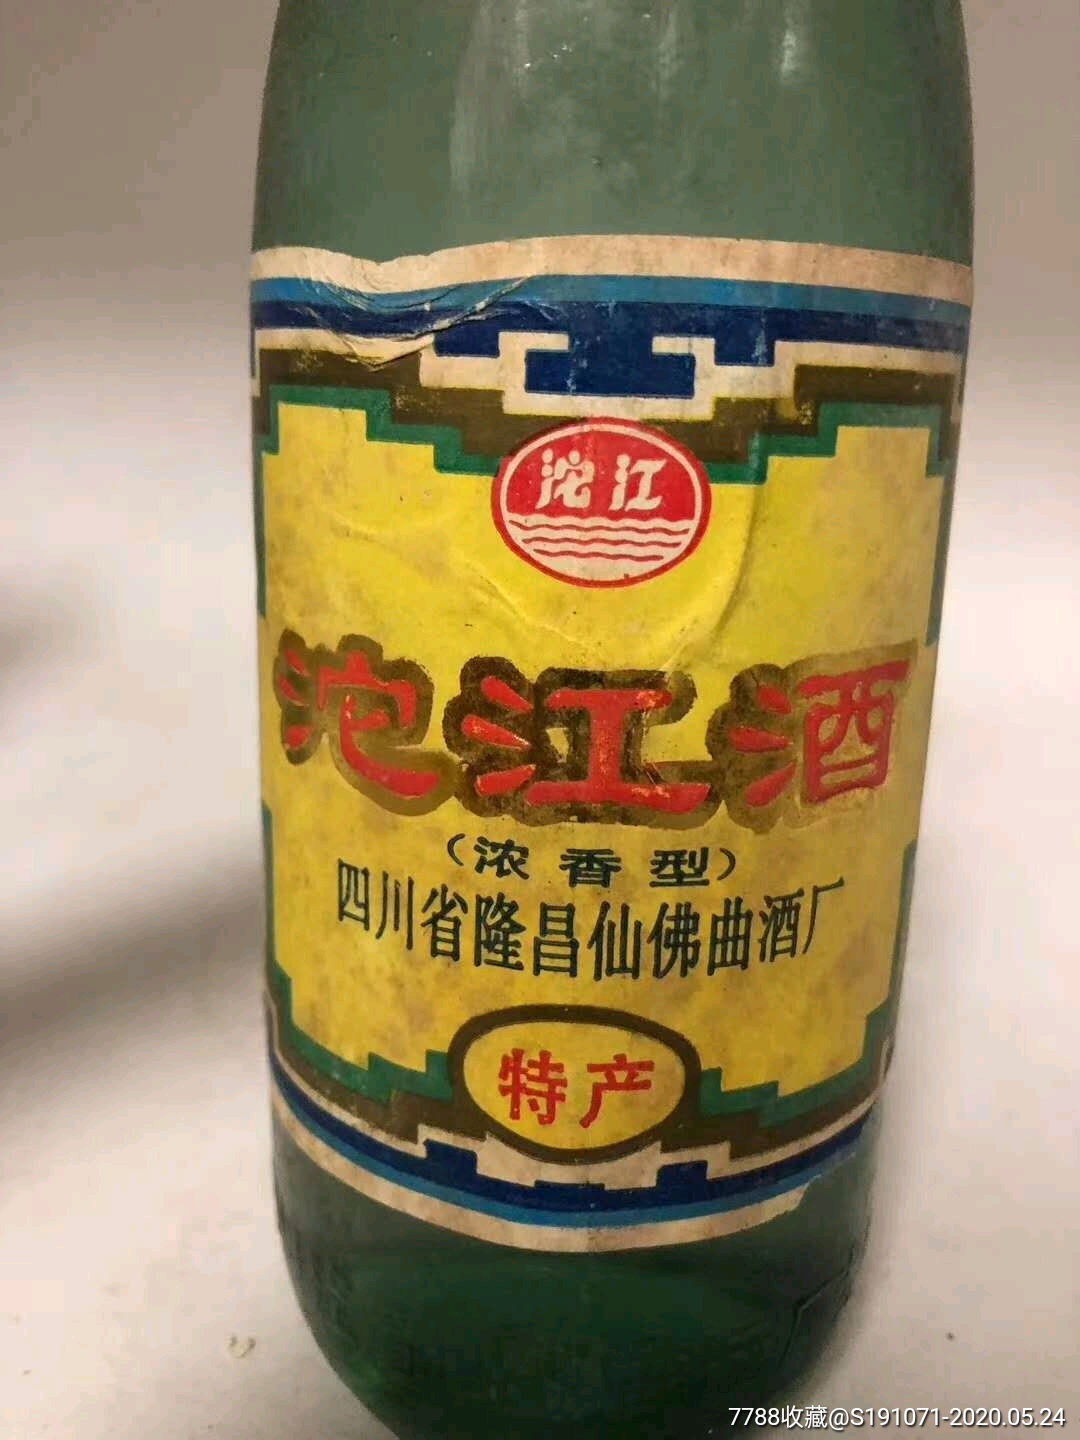 沱江
沱江酒
（浓香型）
四川省隆昌仙佛曲酒厂
特产
7788收藏@S191071-2020.05.24